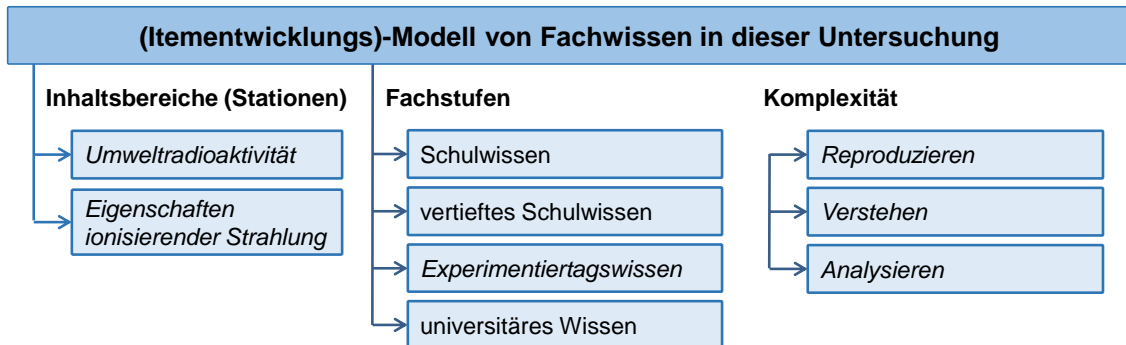 (Itementwicklungs)-Modell von Fachwissen in dieser Untersuchung
Inhaltsbereiche (Stationen)
Umweltradioaktivität
Eigenschaften
ionisierender Strahlung
Fachstufen
Schulwissen
vertieftes Schulwissen
Experimentiertagswissen
universitäres Wissen
Komplexität
Reproduzieren
Verstehen
Analysieren